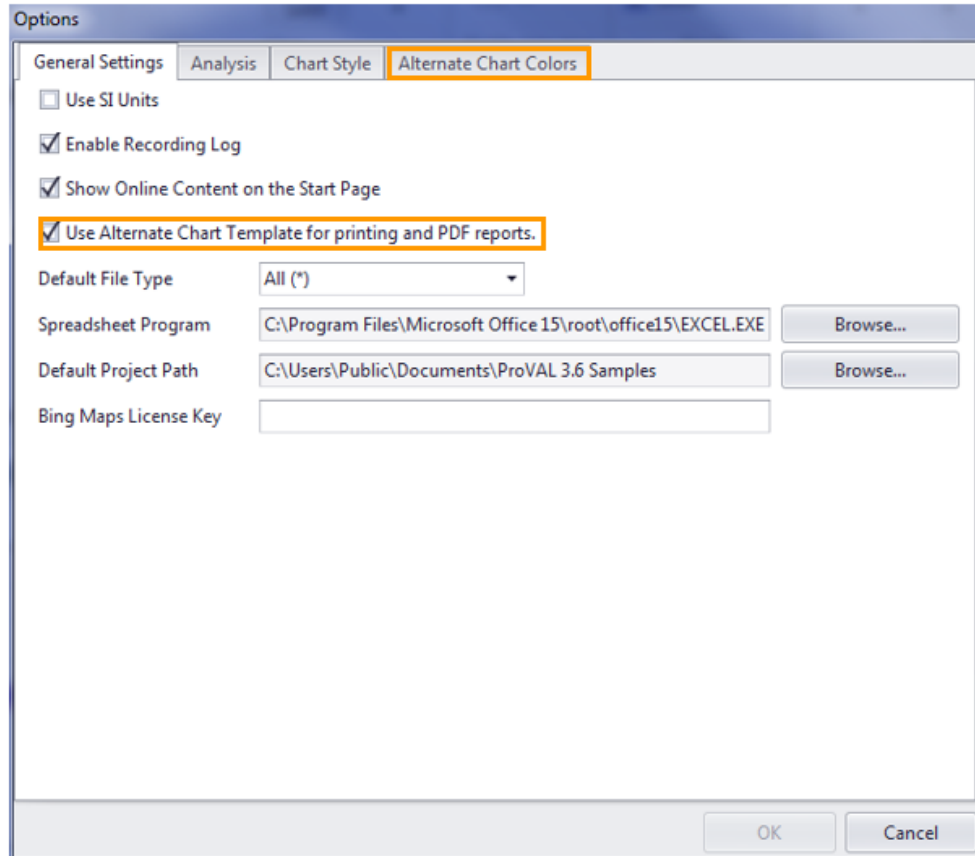 Options
General Settings Analysis Chart Style Alternate Chart Colors
Use SI Units
Enable Recording Log
Show Online Content on the Start Page
Use Alternate Chart Template for printing and PDF reports.
Default File Type All (*)
Spreadsheet Program C:\Program Files\Microsoft Office 15\root\office15\EXCEL.EXE Browse...
Default Project Path C:\Users\Public\Documents\ProVAL 3.6 Samples Browse...
Bing Maps License Key
OK Cancel